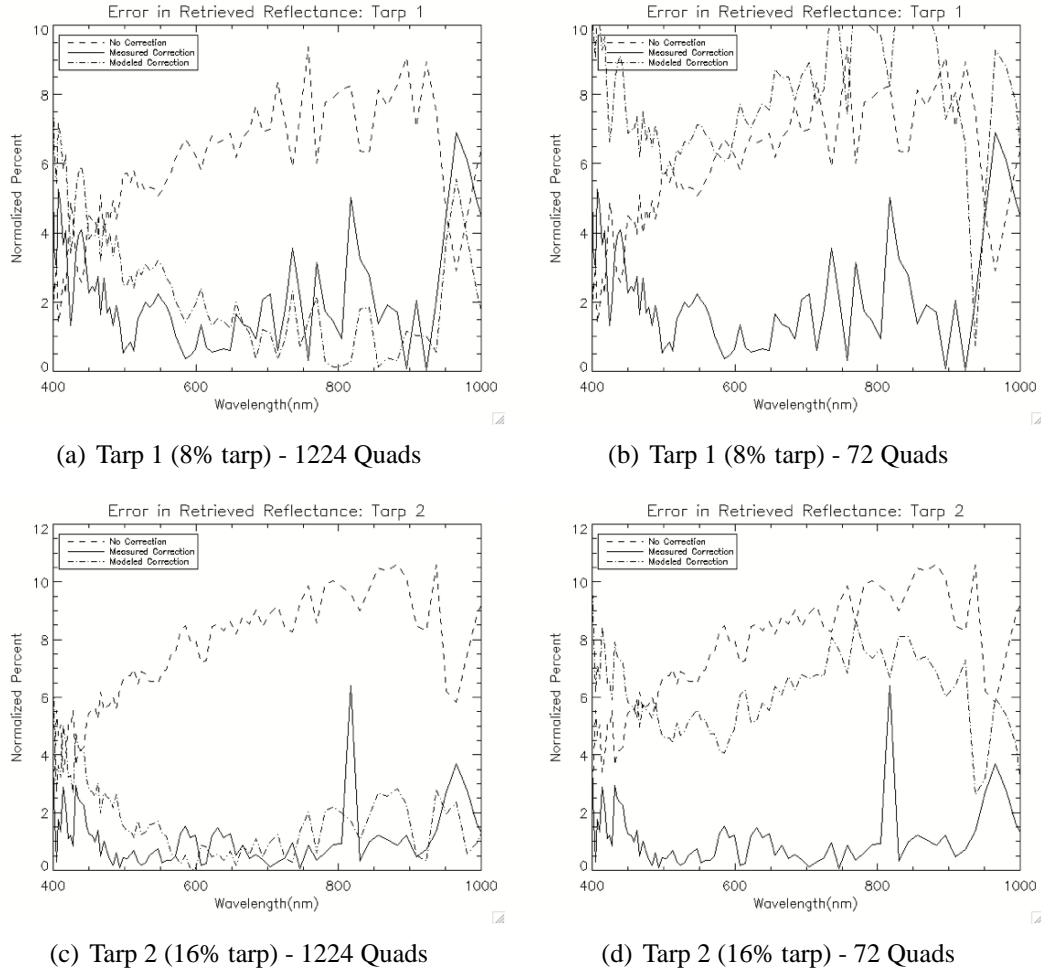 Error in Retrieved Reflectance: Tarp 1
No Correction
Measured Correction
Modeled Correction
Normalized Percent
10
8
6
4
2
0
400
600
800
1000
Wavelength(nm)
(a) Tarp 1 (8% tarp) - 1224 Quads
Error in Retrieved Reflectance: Tarp 1
No Correction
Measured Correction
Modeled Correction
Normalized Percent
10
8
6
4
2
0
400
600
800
1000
Wavelength(nm)
(b) Tarp 1 (8% tarp) - 72 Quads
Error in Retrieved Reflectance: Tarp 2
No Correction
Measured Correction
Modeled Correction
Normalized Percent
12
10
8
6
4
2
0
400
600
800
1000
Wavelength(nm)
(c) Tarp 2 (16% tarp) - 1224 Quads
Error in Retrieved Reflectance: Tarp 2
No Correction
Measured Correction
Modeled Correction
Normalized Percent
12
10
8
6
4
2
0
400
600
800
1000
Wavelength(nm)
(d) Tarp 2 (16% tarp) - 72 Quads